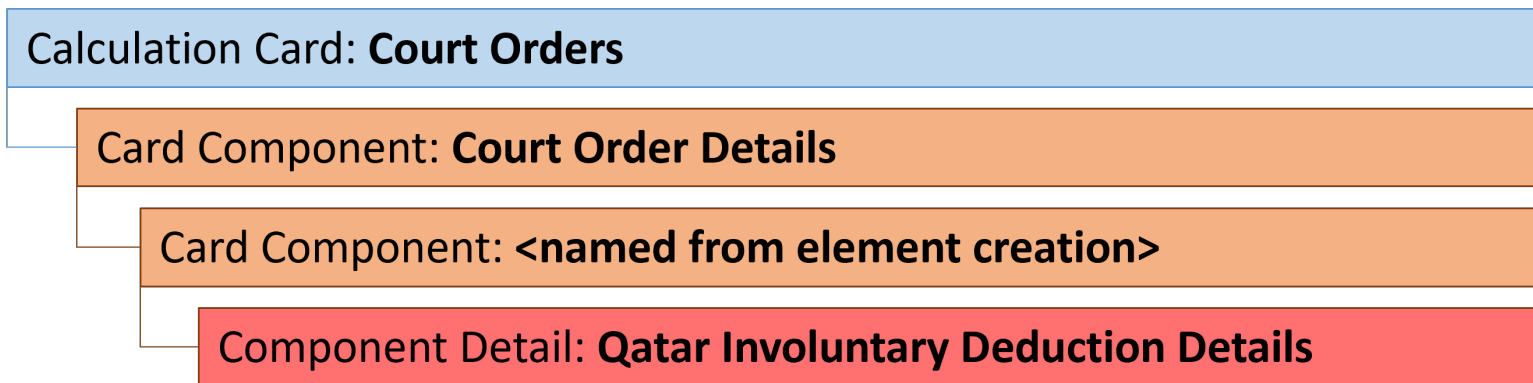 Calculation Card: Court Orders
Card Component: Court Order Details
Card Component: <named from element creation>
Component Detail: Qatar Involuntary Deduction Details